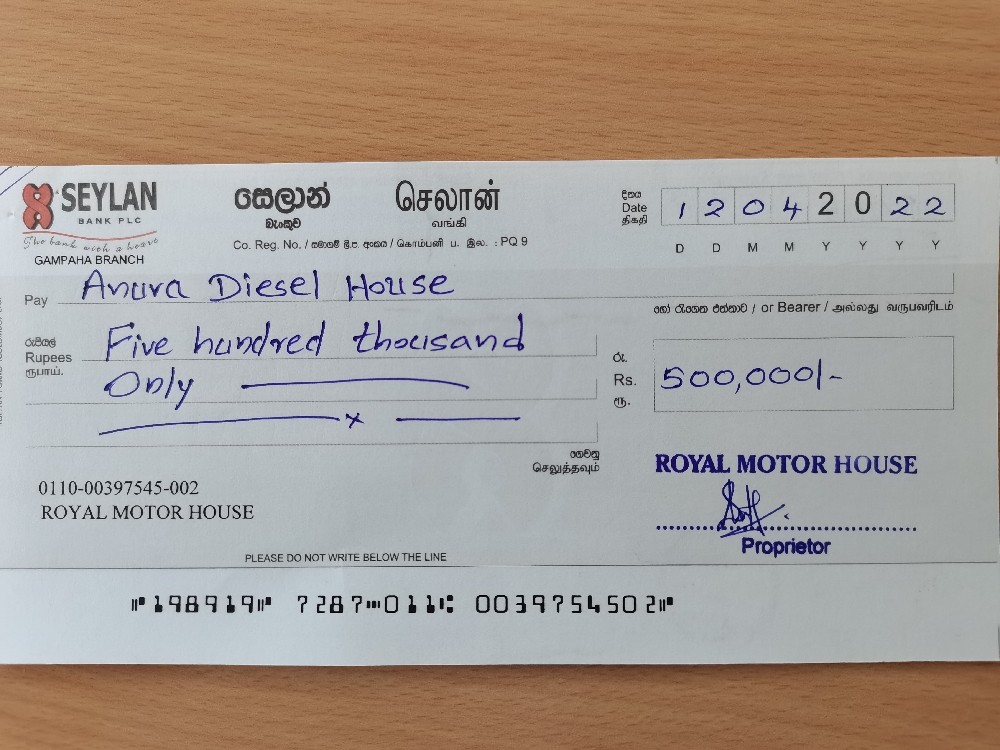 SEYLAN
BANK PLC
The bank with a heart
GAMPAHA BRANCH
සෙලාන්
බැංකුව
செலான்
வங்கி
Co. Reg. No. / සමාගම් ලි.ප. අංකය / கொம்பனி ப. இல. : PQ 9
දිනය
Date
திகதி
1 2 0 4 2 0 2 2
D D M M Y Y Y Y
Pay Anura Diesel House
හෝ රැගෙන එන්නාට / or Bearer / அல்லது வருபவரிடம்
රුපියල්
Rupees
ரூபாய்.
Five hundred thousand
Only
x
රු.
Rs.
ரூ.
500,000/-
ගෙවනු
செலுத்தவும்
0110-00397545-002
ROYAL MOTOR HOUSE
ROYAL MOTOR HOUSE
Proprietor
PLEASE DO NOT WRITE BELOW THE LINE
⑈198919⑈ 7287⑉011⑆ 003975450 2⑈